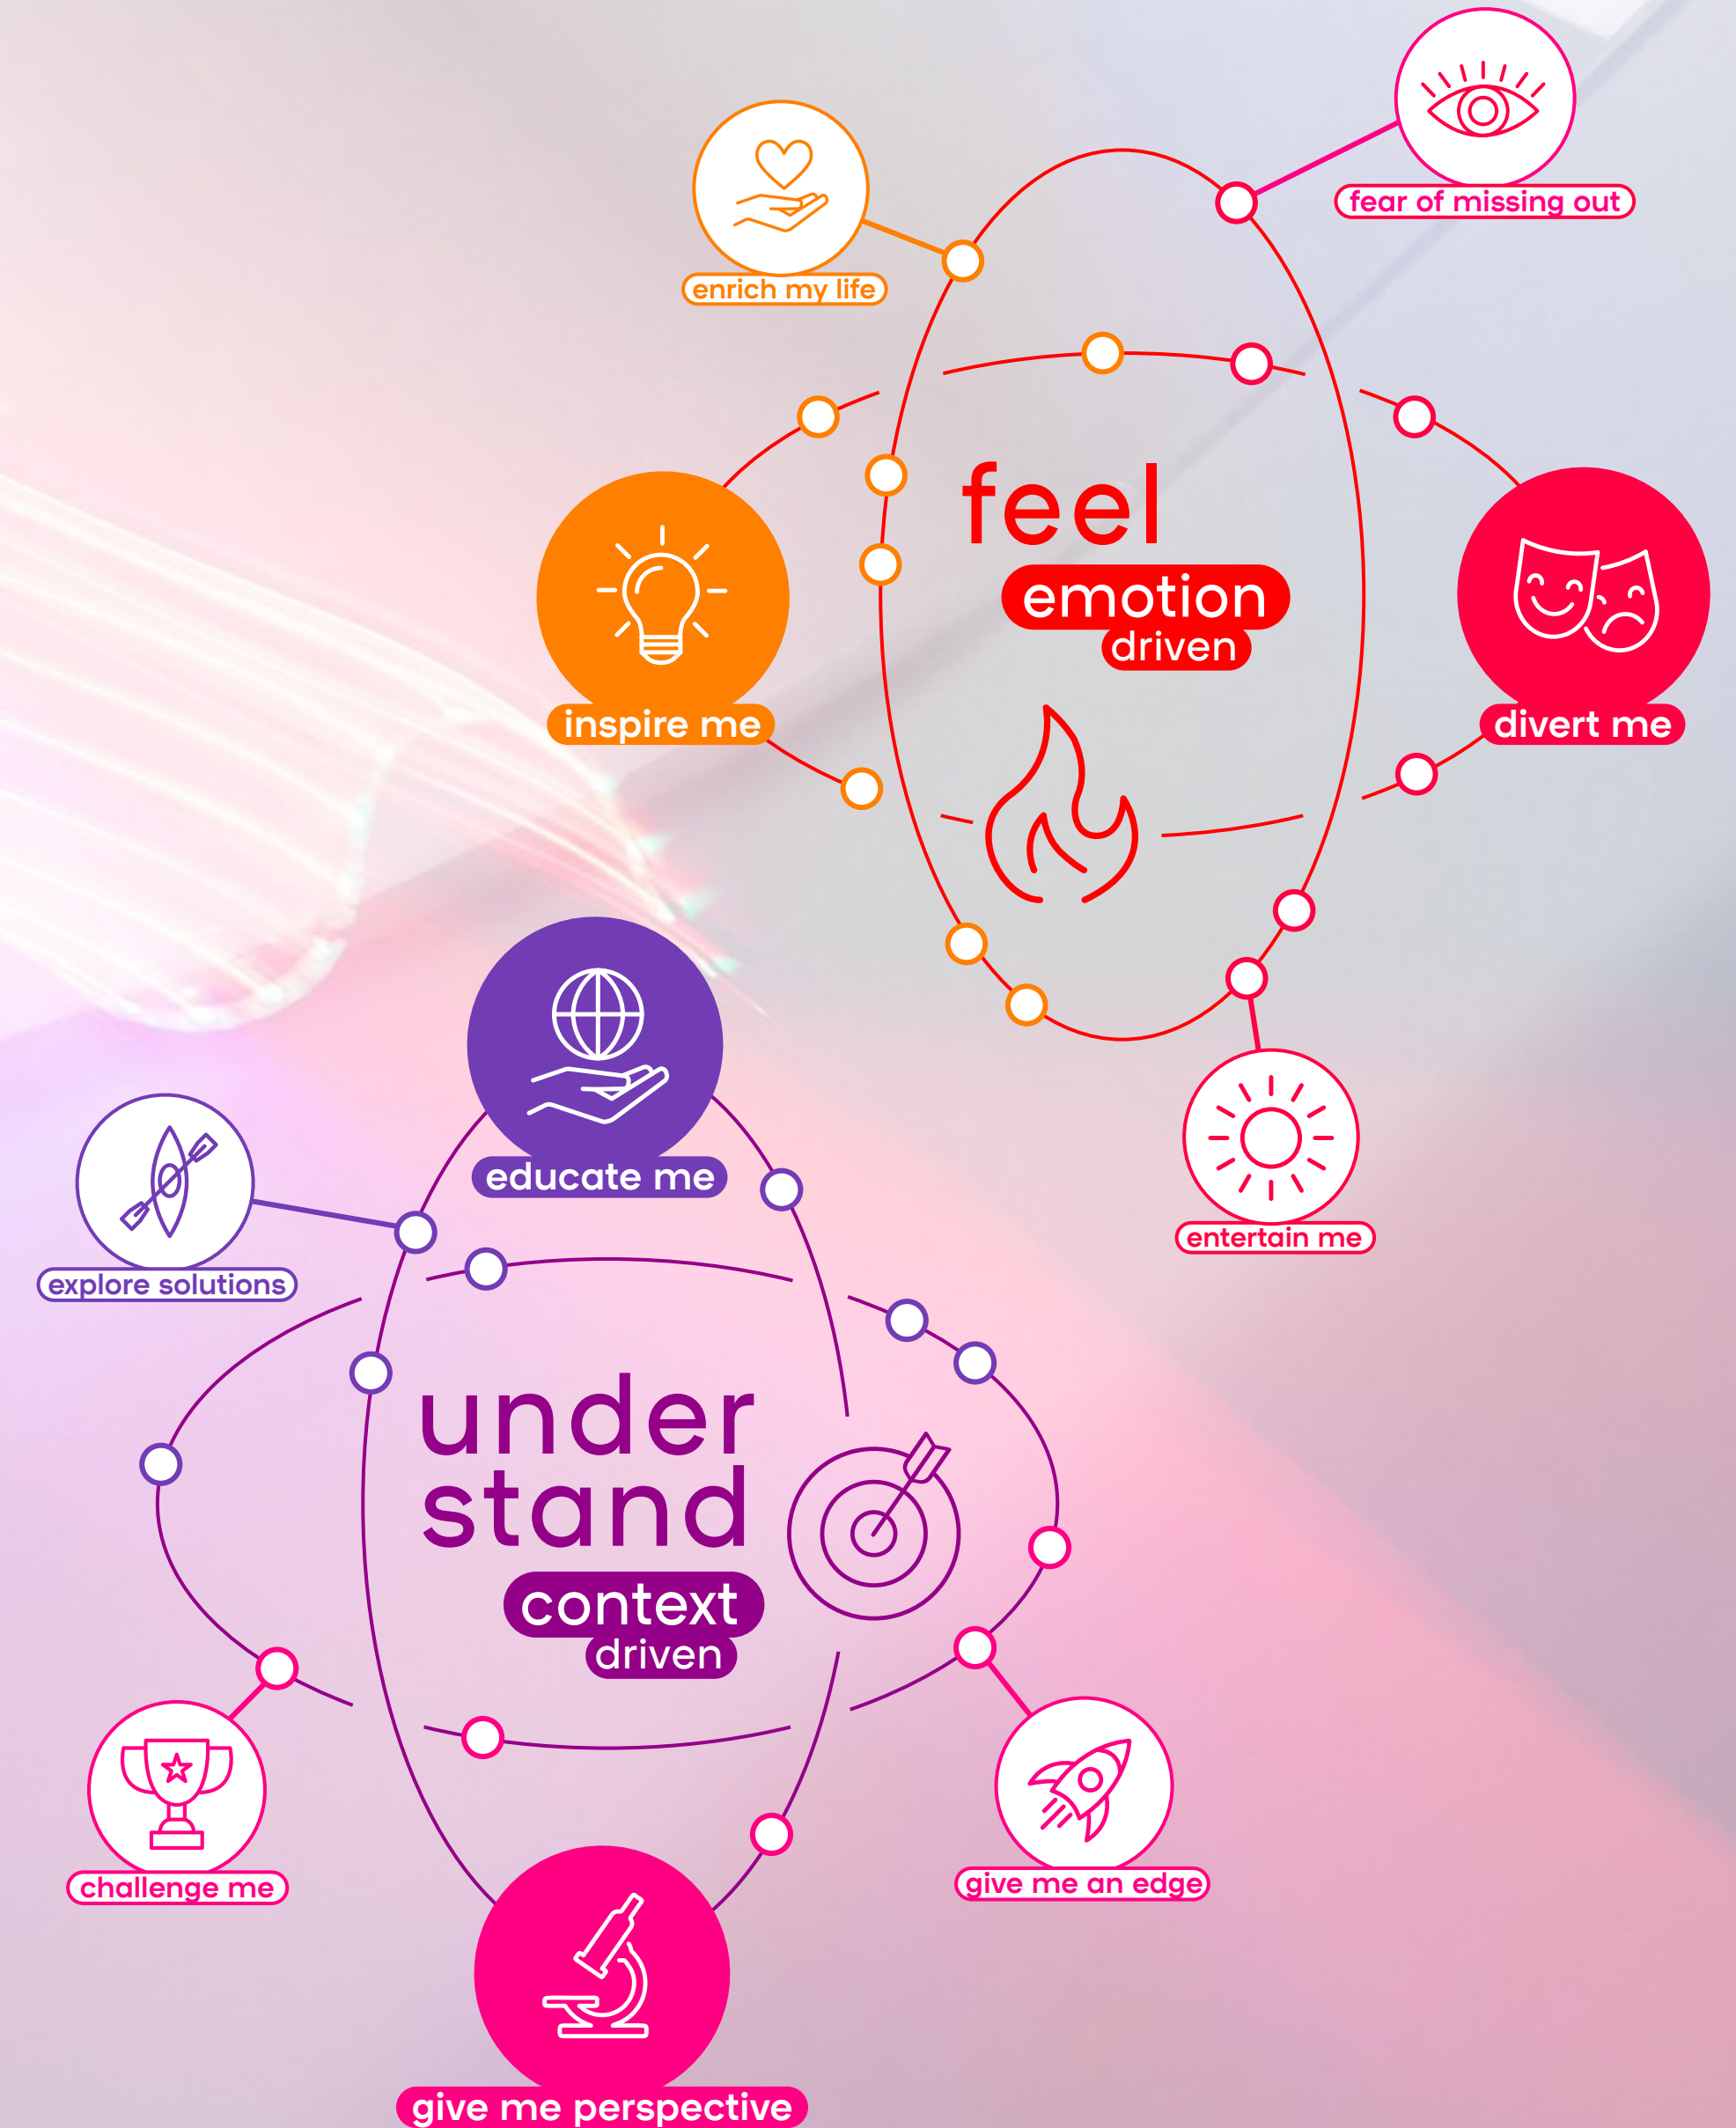 fear of missing out
enrich my life
feel
emotion
driven
inspire me
divert me
educate me
entertain me
explore solutions
under
stand
context
driven
challenge me
give me an edge
give me perspective